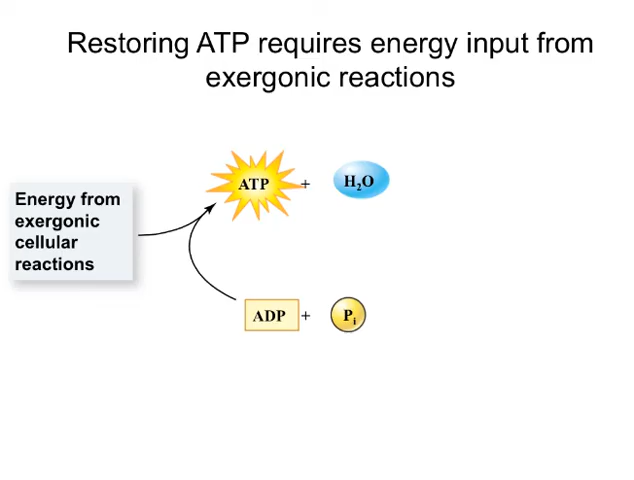 Restoring ATP requires energy input from
exergonic reactions
ATP + H₂O
Energy from
exergonic
cellular
reactions
ADP + Pᵢ